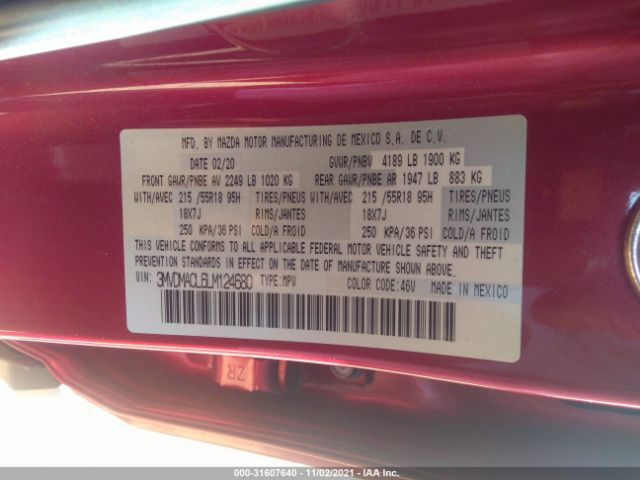 MFD. BY MAZDA MOTOR MANUFACTURING DE MEXICO S.A. DE C.V.
DATE 02/20 GVWR/PNBV 4189 LB 1900 KG
FRONT GAWR/PNBE AV 2249 LB 1020 KG REAR GAWR/PNBE AR 1947 LB 883 KG
WITH/AVEC 215 /55R18 95H TIRES/PNEUS WITH/AVEC 215 /55R18 95H TIRES/PNEUS
18X7J RIMS/JANTES 18X7J RIMS/JANTES
250 KPA/36 PSI COLD/A FROID 250 KPA/36 PSI COLD/A FROID
THIS VEHICLE CONFORMS TO ALL APPLICABLE FEDERAL MOTOR VEHICLE SAFETY AND THEFT
PREVENTION STANDARDS IN EFFECT ON THE DATE OF MANUFACTURE SHOWN ABOVE.
VIN: 3MVDMACL6LM124680 TYPE:MPV COLOR CODE:46V MADE IN MEXICO
ZR
000-31607640 - 11/02/2021 - IAA Inc.